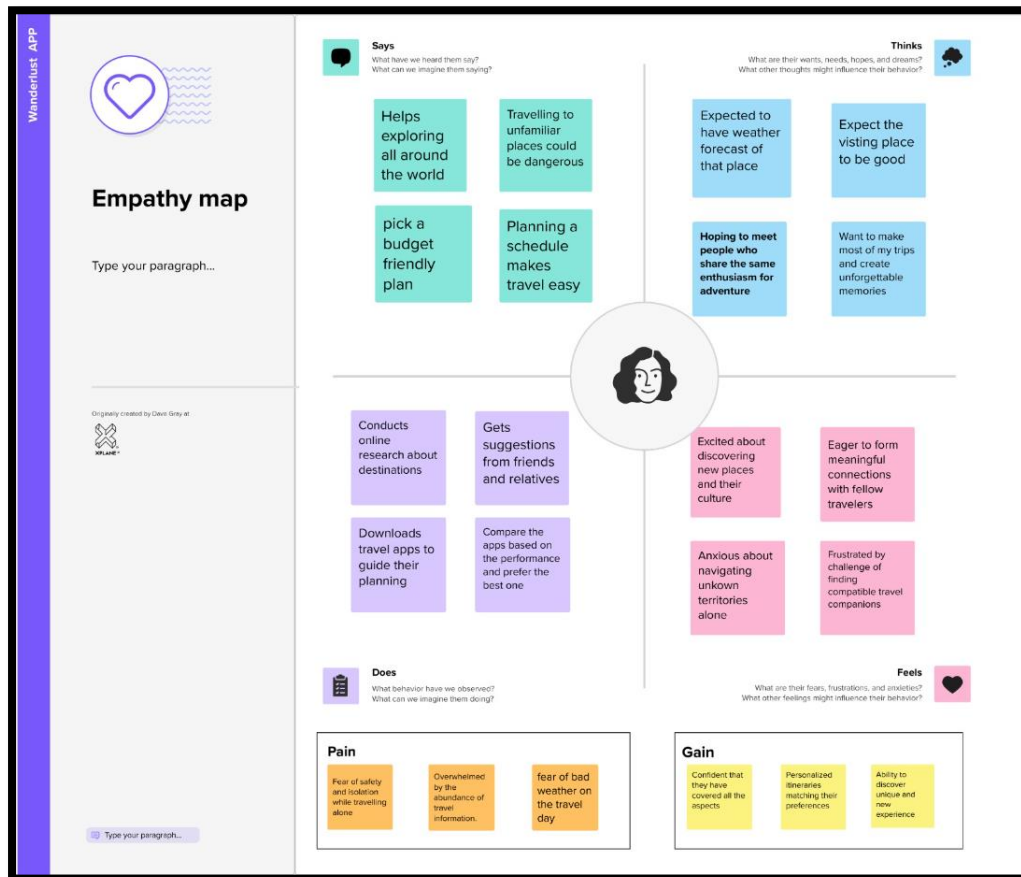 Wanderlust APP
Empathy map
Type your paragraph...
Originally created by Dave Gray at
XPLANE
Type your paragraph...
Says
What have we heard them say?
What can we imagine them saying?
Helps
exploring
all around
the world
Travelling to
unfamiliar
places could
be dangerous
pick a
budget
friendly
plan
Planning a
schedule
makes
travel easy
Thinks
What are their wants, needs, hopes, and dreams?
What other thoughts might influence their behavior?
Expected to
have weather
forecast of
that place
Expect the
visting place
to be good
Hoping to meet
people who
share the same
enthusiasm for
adventure
Want to make
most of my trips
and create
unforgettable
memories
Conducts
online
research about
destinations
Gets
suggestions
from friends
and relatives
Downloads
travel apps to
guide their
planning
Compare the
apps based on
the performance
and prefer the
best one
Does
What behavior have we observed?
What can we imagine them doing?
Excited about
discovering
new places
and their
culture
Eager to form
meaningful
connections
with fellow
travelers
Anxious about
navigating
unkown
territories
alone
Frustrated by
challenge of
finding
compatible travel
companions
Feels
What are their fears, frustrations, and anxieties?
What other feelings might influence their behavior?
Pain
Fear of safety
and isolation
while travelling
alone
Overwhelmed
by the
abundance of
travel
information.
fear of bad
weather on
the travel
day
Gain
Confident that
they have
covered all the
aspects
Personalized
itineraries
matching their
preferences
Ability to
discover
unique and
new
experience